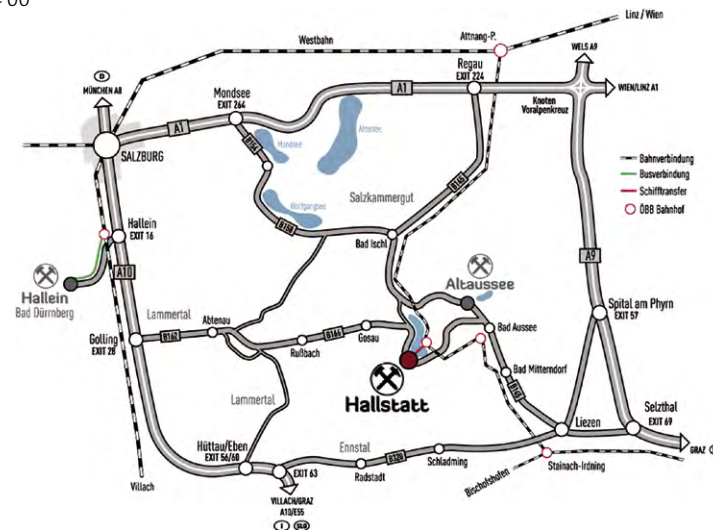 Linz / Wien
Westbahn
Attnang-P.
WELS A9
D
MÜNCHEN A8
Mondsee
EXIT 264
Regau
EXIT 224
A1
A1
WIEN/LINZ A1
Knoten
Voralpenkreuz
SALZBURG
Mondsee
Attersee
B154
Salzkammergut
B145
Wolfgangsee
B158
Bad Ischl
Bahnverbindung
Busverbindung
Schifftransfer
ÖBB Bahnhof
Hallein
EXIT 16
A10
A9
Hallein
Bad Dürrnberg
Altaussee
Spital am Phyrn
EXIT 57
Lammertal
Abtenau
Golling
EXIT 28
B162
B166
Gosau
Rußbach
Bad Aussee
Hallstatt
Bad Mitterndorf
B145
Lammertal
Liezen
Selzthal
EXIT 69
Hüttau/Eben
EXIT 56/60
Ennstal
EXIT 63
B320
Radstadt
Schladming
GRAZ
Villach
Bischofshofen
Stainach-Irdning
VILLACH/GRAZ
A10/E55
I
SLO